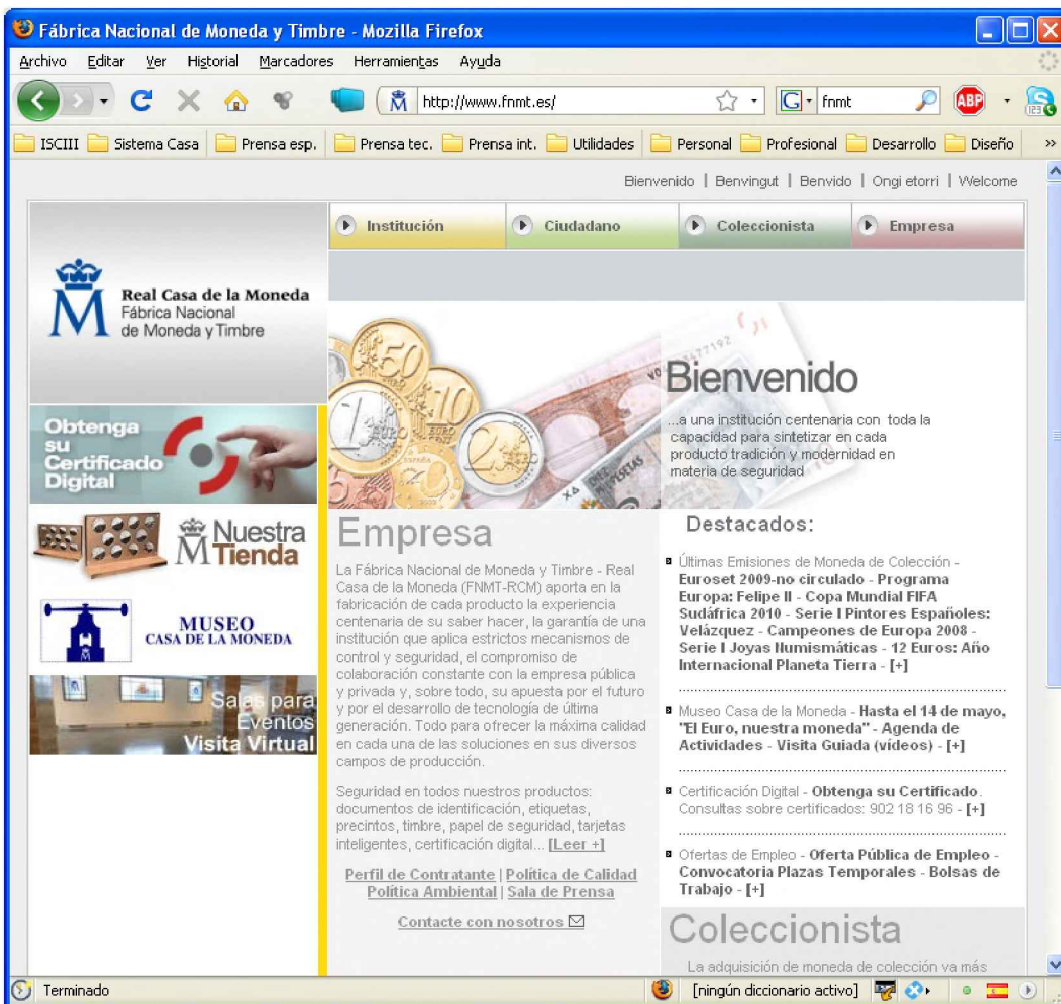 Fábrica Nacional de Moneda y Timbre - Mozilla Firefox
Archivo Editar Ver Historial Marcadores Herramientas Ayuda
http://www.fnmt.es/
G
fnmt
ABP
123
ISCIII Sistema Casa Prensa esp. Prensa tec. Prensa int. Utilidades Personal Profesional Desarrollo Diseño »
Bienvenido | Benvingut | Benvido | Ongi etorri | Welcome
Institución Ciudadano Coleccionista Empresa
M
Real Casa de la Moneda
Fábrica Nacional
de Moneda y Timbre
Bienvenido
...a una institución centenaria con toda la
capacidad para sintetizar en cada
producto tradición y modernidad en
materia de seguridad
Obtenga
su
Certificado
Digital
Nuestra
Tienda
MUSEO
CASA DE LA MONEDA
Salas para
Eventos
Visita Virtual
Empresa
La Fábrica Nacional de Moneda y Timbre - Real
Casa de la Moneda (FNMT-RCM) aporta en la
fabricación de cada producto la experiencia
centenaria de su saber hacer, la garantía de una
institución que aplica estrictos mecanismos de
control y seguridad, el compromiso de
colaboración constante con la empresa pública
y privada y, sobre todo, su apuesta por el futuro
y por el desarrollo de tecnología de última
generación. Todo para ofrecer la máxima calidad
en cada una de las soluciones en sus diversos
campos de producción.
Seguridad en todos nuestros productos:
documentos de identificación, etiquetas,
precintos, timbre, papel de seguridad, tarjetas
inteligentes, certificación digital... [Leer +]
Perfil de Contratante | Política de Calidad
Política Ambiental | Sala de Prensa
Contacte con nosotros
Destacados:
Últimas Emisiones de Moneda de Colección -
Euroset 2009-no circulado - Programa
Europa: Felipe II - Copa Mundial FIFA
Sudáfrica 2010 - Serie I Pintores Españoles:
Velázquez - Campeones de Europa 2008 -
Serie I Joyas Numismáticas - 12 Euros: Año
Internacional Planeta Tierra - [+]
Museo Casa de la Moneda - Hasta el 14 de mayo,
"El Euro, nuestra moneda" - Agenda de
Actividades - Visita Guiada (vídeos) - [+]
Certificación Digital - Obtenga su Certificado.
Consultas sobre certificados: 902 18 16 96 - [+]
Ofertas de Empleo - Oferta Pública de Empleo -
Convocatoria Plazas Temporales - Bolsas de
Trabajo - [+]
Coleccionista
La adquisición de moneda de colección va más
Terminado
[ningún diccionario activo]